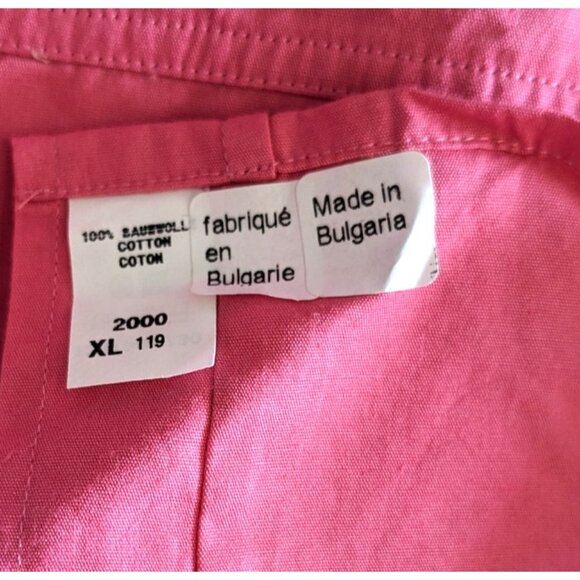 100% BAUMWOLL
COTTON
COTON
2000
XL 119
fabriqué
en
Bulgarie
Made in
Bulgaria